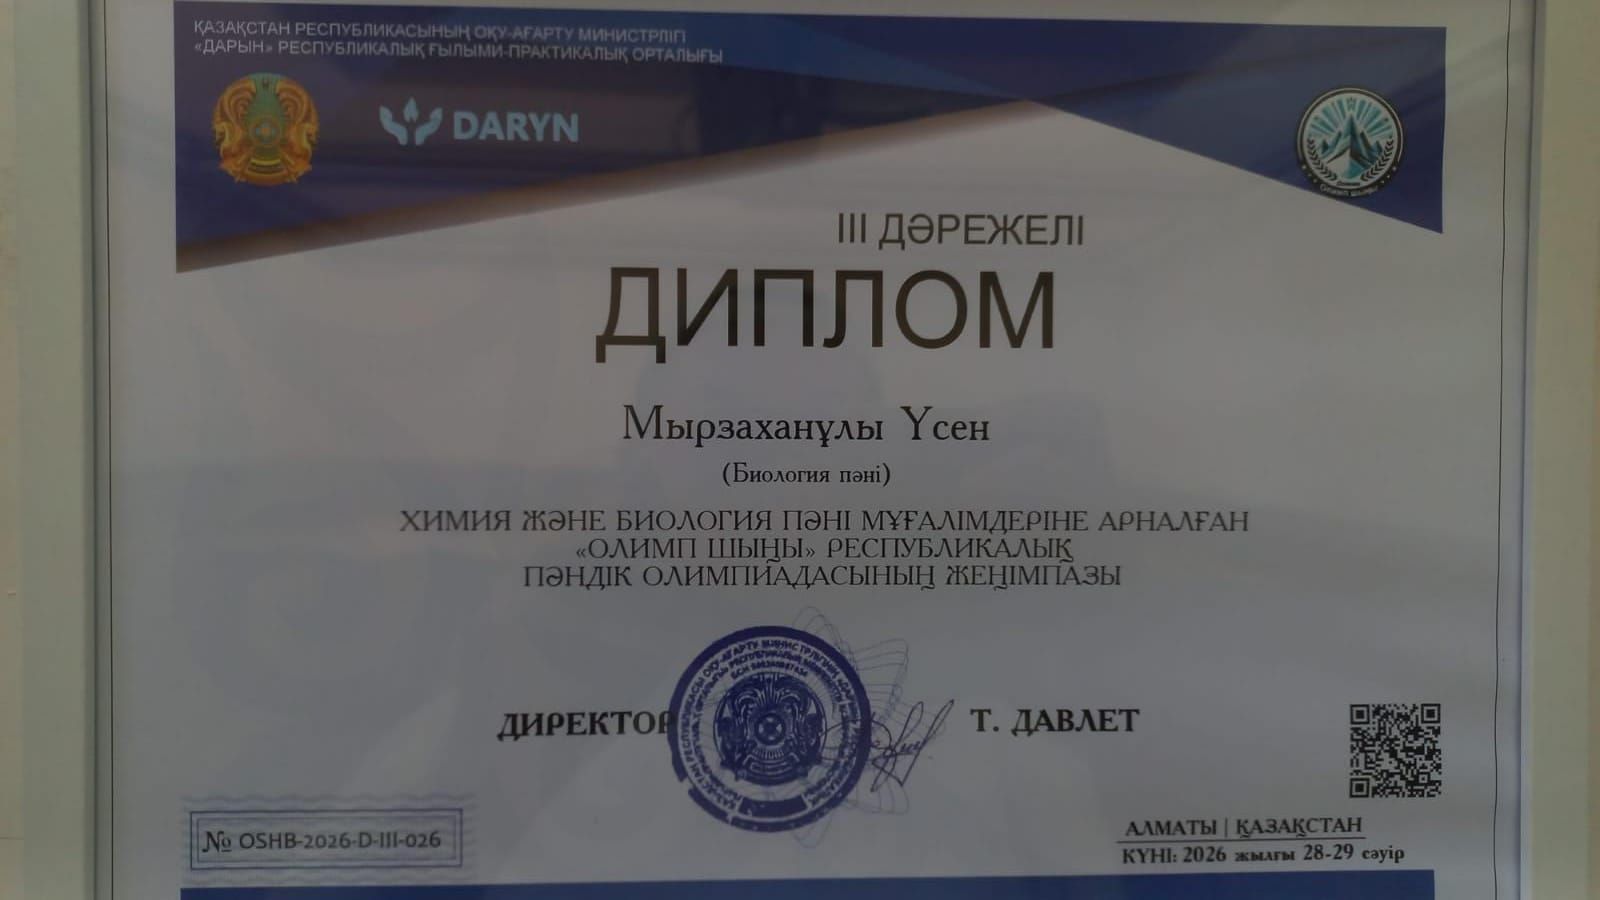 ҚАЗАҚСТАН РЕСПУБЛИКАСЫНЫҢ ОҚУ-АҒАРТУ МИНИСТРЛІГІ
«ДАРЫН» РЕСПУБЛИКАЛЫҚ ҒЫЛЫМИ-ПРАКТИКАЛЫҚ ОРТАЛЫҒЫ
DARYN
ОЛИМП ШЫҢЫ
III ДӘРЕЖЕЛІ
ДИПЛОМ
Мырзаханұлы Үсен
(Биология пәні)
ХИМИЯ ЖӘНЕ БИОЛОГИЯ ПӘНІ МҰҒАЛІМДЕРІНЕ АРНАЛҒАН
«ОЛИМП ШЫҢЫ» РЕСПУБЛИКАЛЫҚ
ПӘНДІК ОЛИМПИАДАСЫНЫҢ ЖЕҢІМПАЗЫ
ДИРЕКТОР Т. ДАВЛЕТ
№ OSHB-2026-D-III-026
АЛМАТЫ | ҚАЗАҚСТАН
КҮНІ: 2026 жылғы 28-29 сәуір